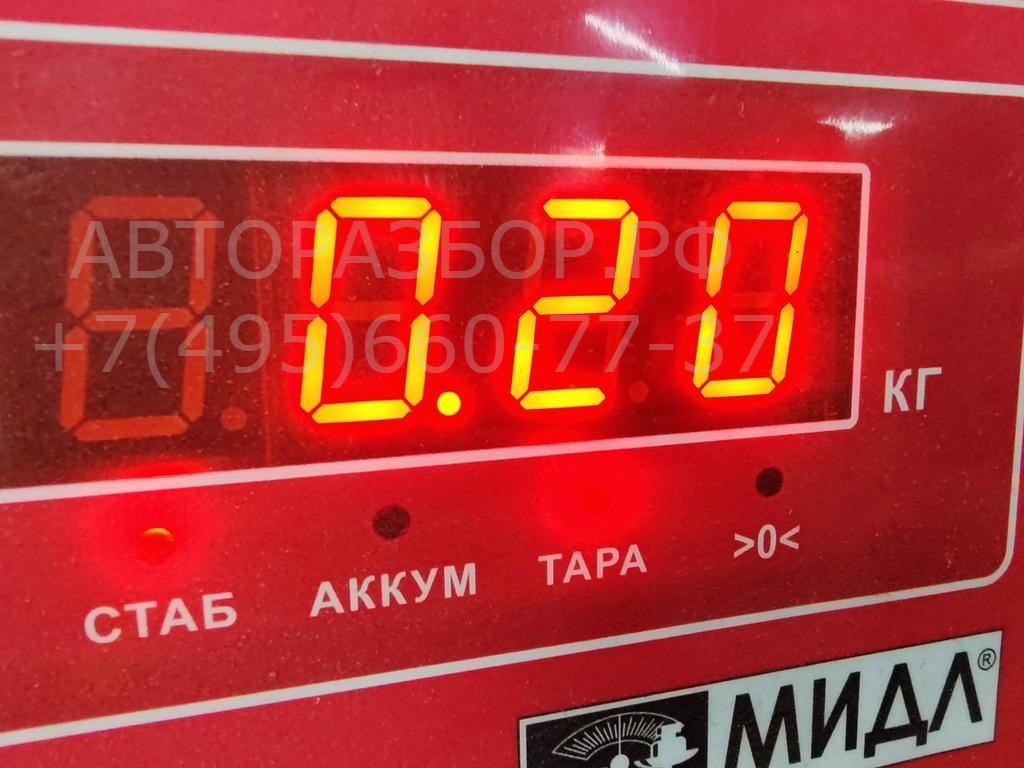 АВТОРАЗБОР.РФ
+7(495)660-77-37
0.20
КГ
СТАБ АККУМ ТАРА >0<
МИДЛ®